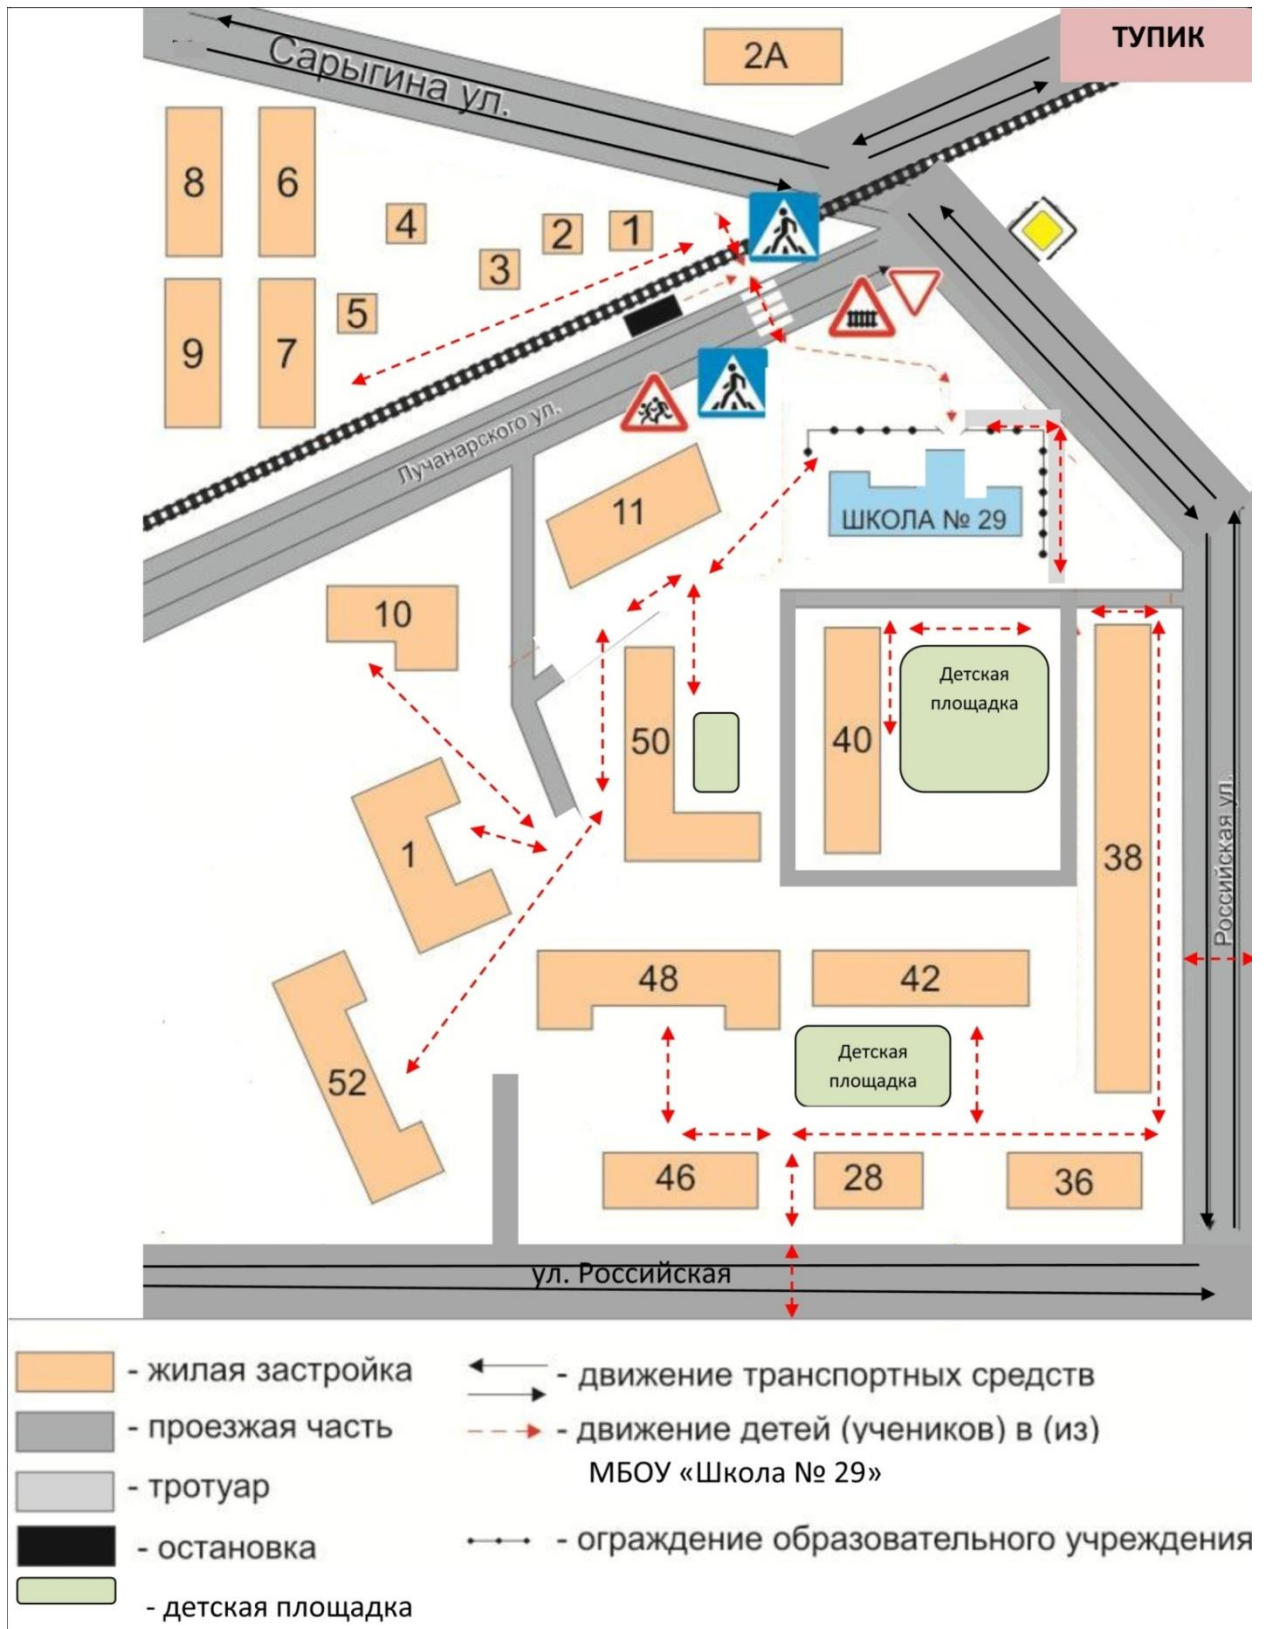 ТУПИК
2А
Сарыгина ул.
8
6
4
2
1
3
5
9
7
Лучанарского ул.
11
ШКОЛА № 29
10
Детская
площадка
50
40
1
38
Российская ул.
48
42
Детская
площадка
52
46
28
36
ул. Российская
- жилая застройка
- проезжая часть
- тротуар
- остановка
- детская площадка
- движение транспортных средств
- движение детей (учеников) в (из)
МБОУ «Школа № 29»
- ограждение образовательного учреждения